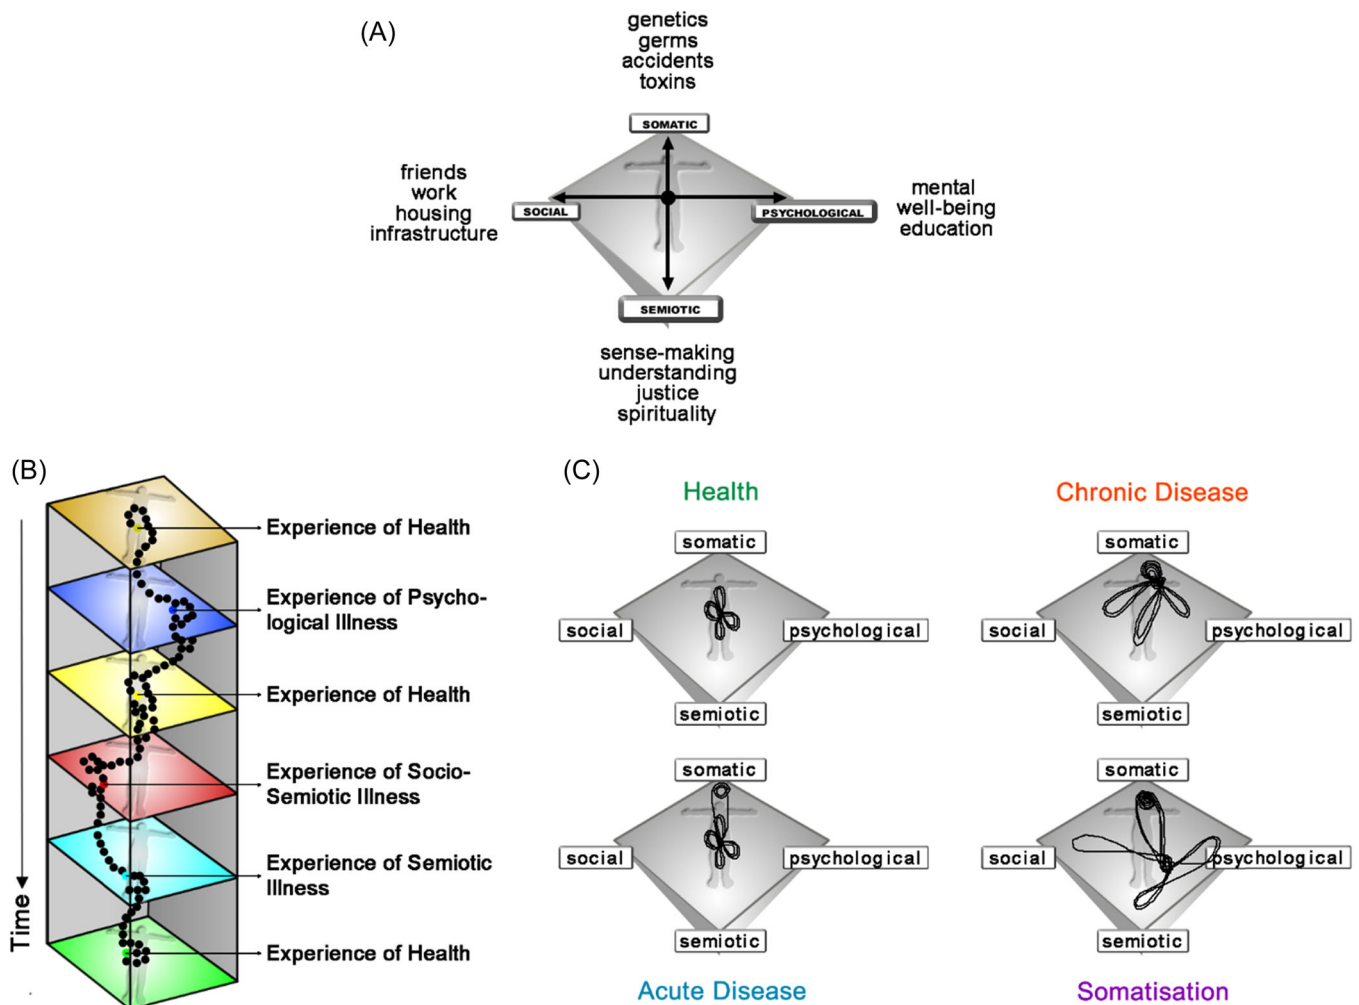 (A)
genetics
germs
accidents
toxins
SOMATIC
friends
work
housing
infrastructure
SOCIAL
PSYCHOLOGICAL
mental
well-being
education
SEMIOTIC
sense-making
understanding
justice
spirituality
(B)
Time
Experience of Health
Experience of Psycho-
logical Illness
Experience of Health
Experience of Socio-
Semiotic Illness
Experience of Semiotic
Illness
Experience of Health
(C)
Health
somatic
social
psychological
semiotic
Chronic Disease
somatic
social
psychological
semiotic
somatic
social
psychological
semiotic
Acute Disease
somatic
social
psychological
semiotic
Somatisation